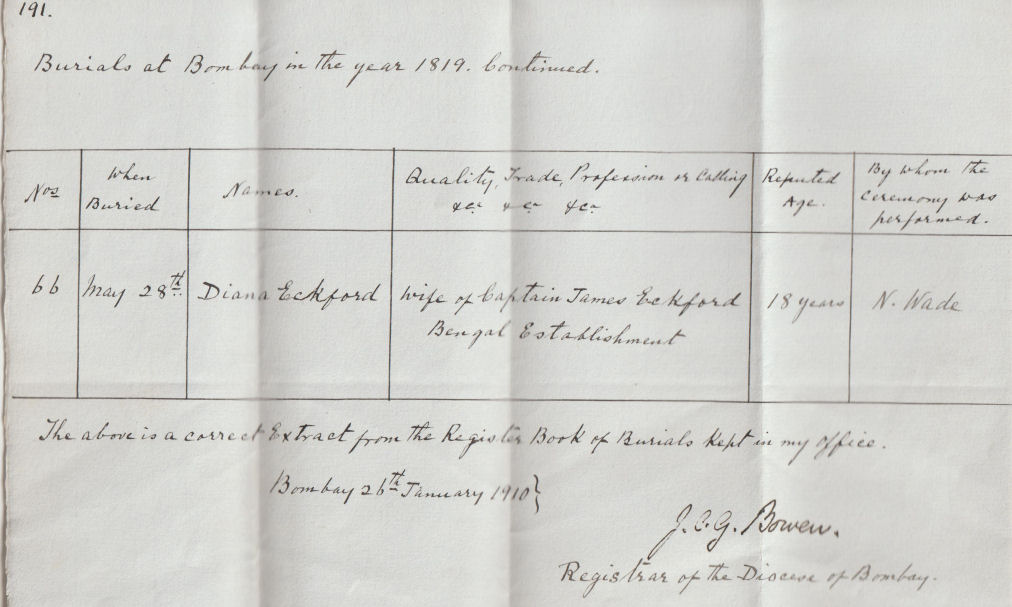 191.
Burials at Bombay in the year 1819. Continued.
Nos
When
Buried
Names.
Quality, Trade, Profession or Calling
&ca &ca &ca
Reputed
Age.
By whom the
ceremony was
performed.
66
May 28th
Diana Eckford
Wife of Captain James Eckford
Bengal Establishment
18 years
N. Wade
The above is a correct Extract from the Register Book of Burials kept in my office.
Bombay 26th January 1910}
J. C. G. Bowen.
Registrar of the Diocese of Bombay.